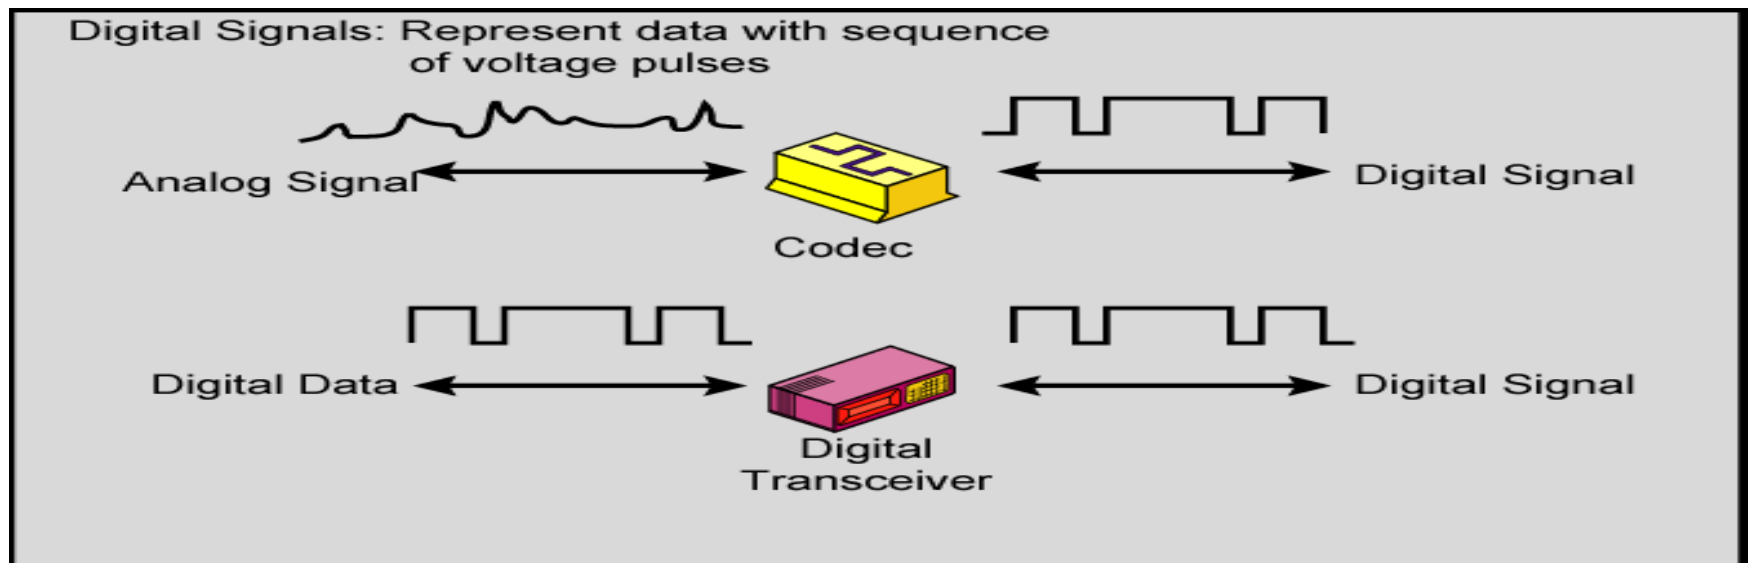 Digital Signals: Represent data with sequence
of voltage pulses
Analog Signal
Digital Signal
Codec
Digital Data
Digital Signal
Digital
Transceiver